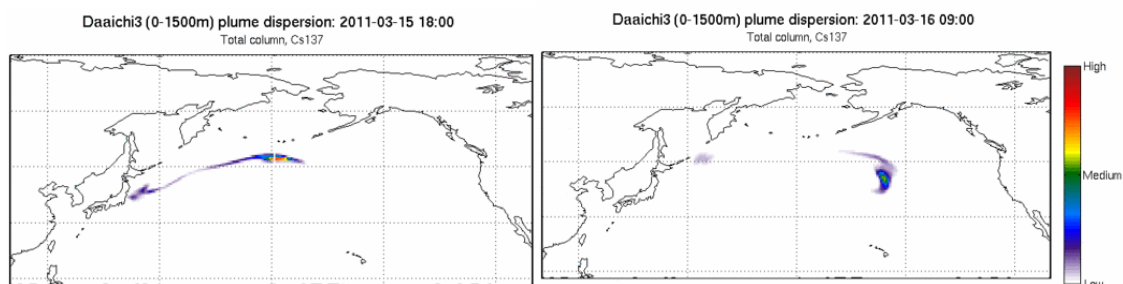 Daaichi3 (0-1500m) plume dispersion: 2011-03-15 18:00
Total column, Cs137
Daaichi3 (0-1500m) plume dispersion: 2011-03-16 09:00
Total column, Cs137
High
Medium
Low